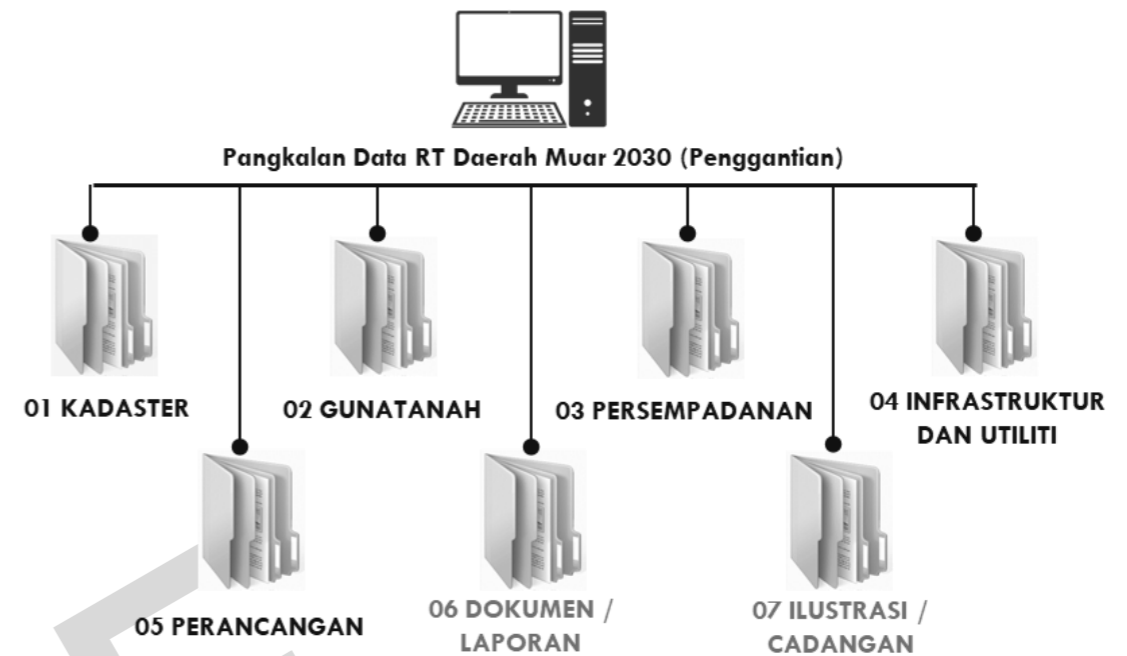 Pangkalan Data RT Daerah Muar 2030 (Penggantian)
01 KADASTER
02 GUNATANAH
03 PERSEMPADANAN
04 INFRASTRUKTUR
DAN UTILITI
05 PERANCANGAN
06 DOKUMEN /
LAPORAN
07 ILUSTRASI /
CADANGAN